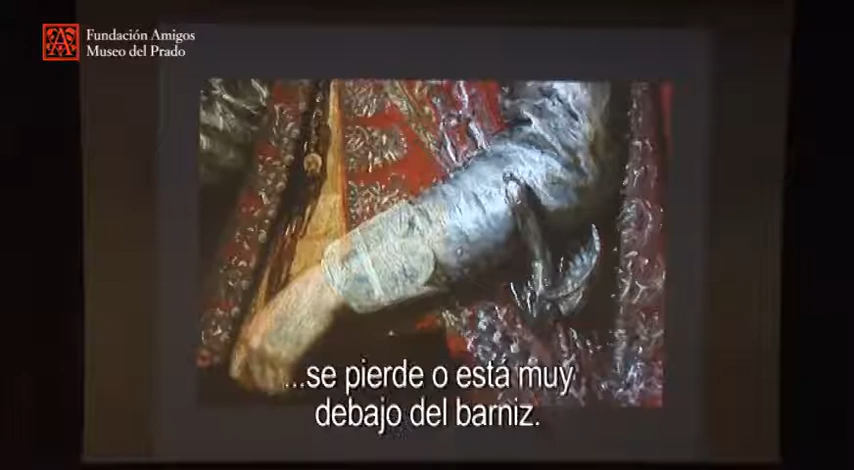 Fundación Amigos
Museo del Prado
...se pierde o está muy
debajo del barniz.